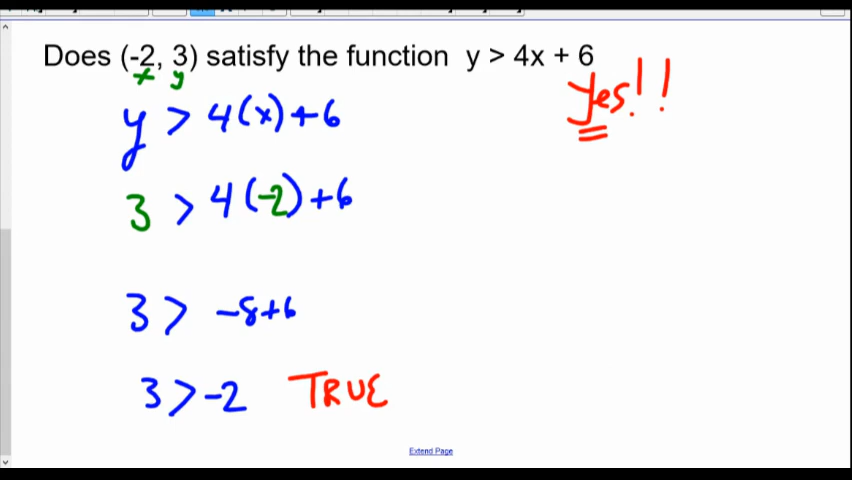 Does (-2, 3) satisfy the function y > 4x + 6
x y
Yes!!
y > 4(x)+6
3 > 4(-2)+6
3 > -8+6
3 > -2 TRUE
Extend Page